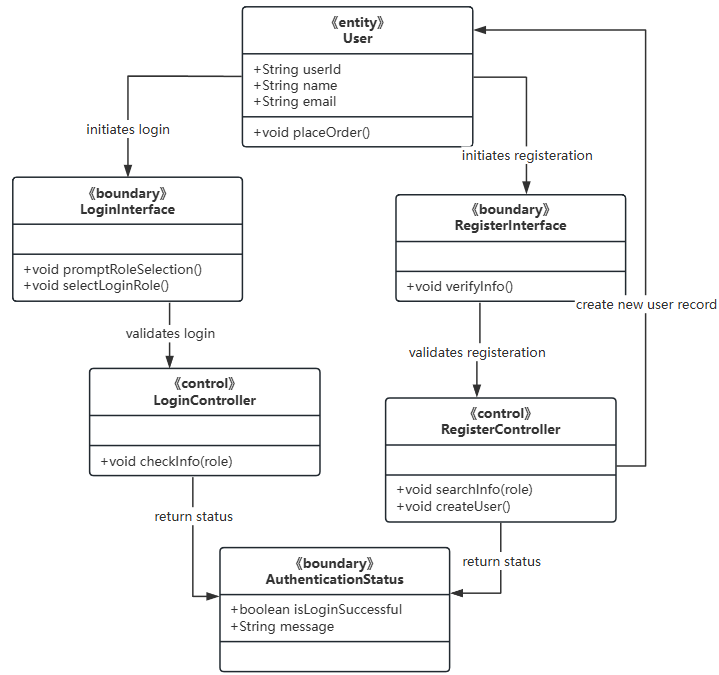 《entity》
User
+String userId
+String name
+String email
+void placeOrder()
initiates login
initiates registeration
《boundary》
LoginInterface
+void promptRoleSelection()
+void selectLoginRole()
《boundary》
RegisterInterface
+void verifyInfo()
create new user record
validates login
validates registeration
《control》
LoginController
+void checkInfo(role)
《control》
RegisterController
+void searchInfo(role)
+void createUser()
return status
return status
《boundary》
AuthenticationStatus
+boolean isLoginSuccessful
+String message